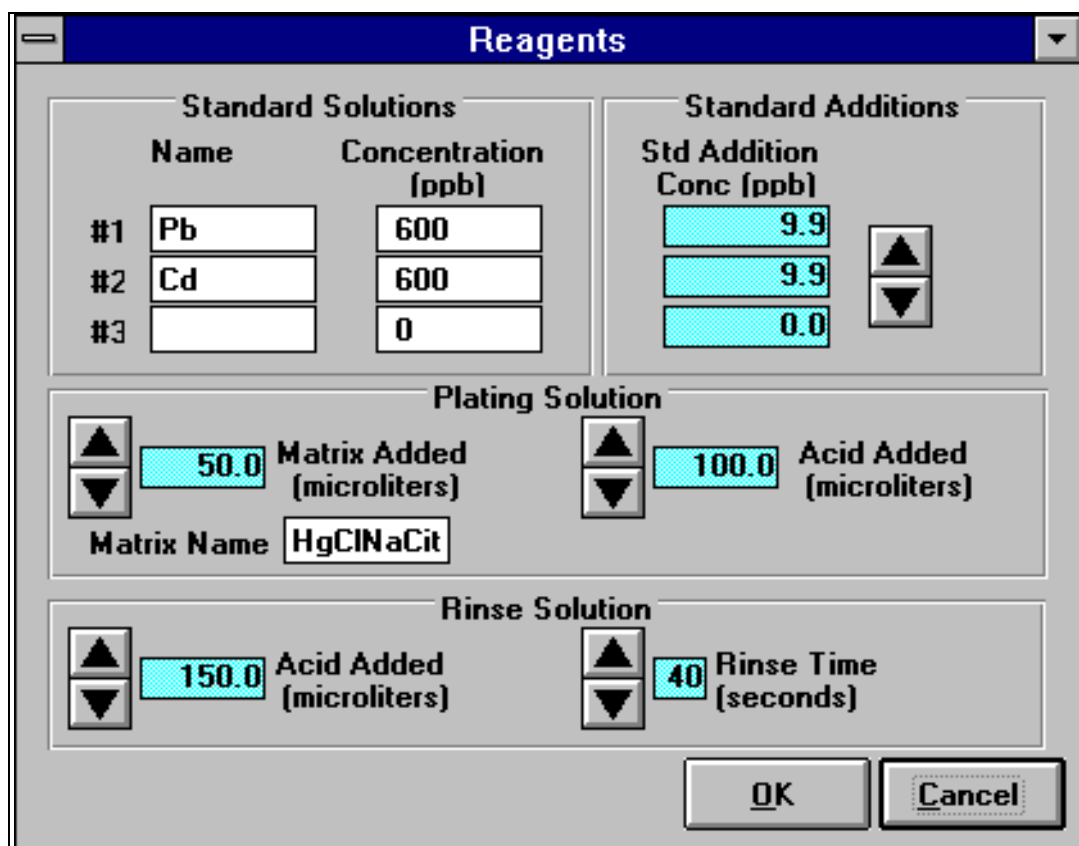 Reagents
Standard Solutions
Name
Concentration
(ppb)
#1
Pb
600
#2
Cd
600
#3
0
Standard Additions
Std Addition
Conc (ppb)
9.9
9.9
0.0
Plating Solution
50.0
Matrix Added
(microliters)
100.0
Acid Added
(microliters)
Matrix Name
HgClNaCit
Rinse Solution
150.0
Acid Added
(microliters)
40
Rinse Time
(seconds)
OK
Cancel